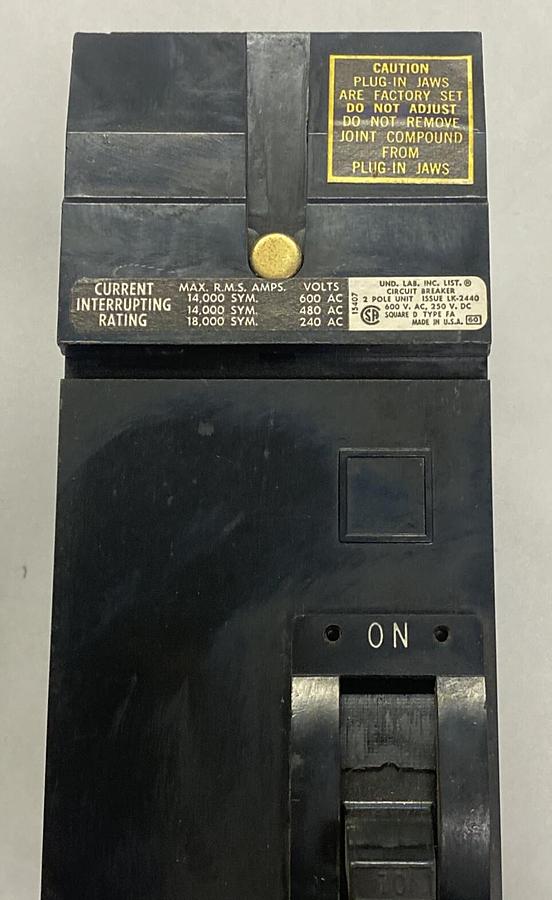 CAUTION
PLUG-IN JAWS
ARE FACTORY SET
DO NOT ADJUST
DO NOT REMOVE
JOINT COMPOUND
FROM
PLUG-IN JAWS
CURRENT
INTERRUPTING
RATING
MAX. R.M.S. AMPS. VOLTS
14,000 SYM. 600 AC
14,000 SYM. 480 AC
18,000 SYM. 240 AC
15407
UND. LAB. INC. LIST.®
CIRCUIT BREAKER
2 POLE UNIT ISSUE LK-2440
600 V. AC, 250 V. DC
SQUARE D TYPE FA
MADE IN U.S.A. 60
ON